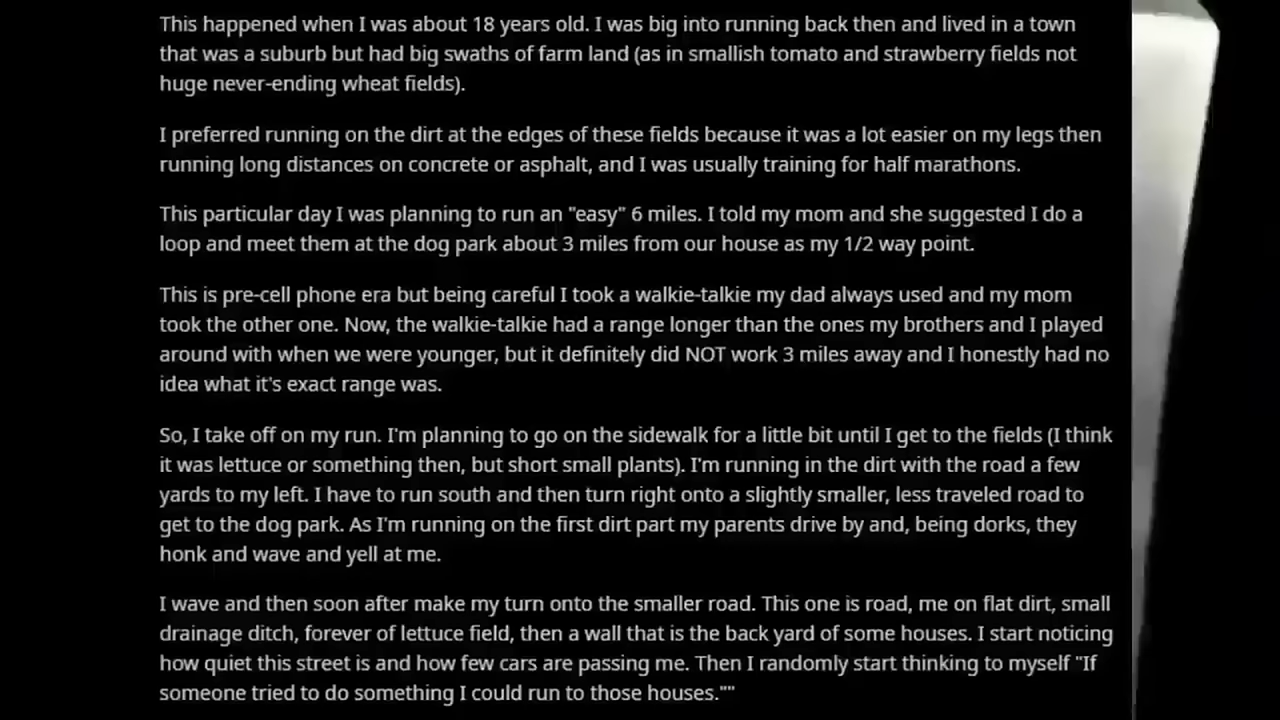 This happened when I was about 18 years old. I was big into running back then and lived in a town
that was a suburb but had big swaths of farm land (as in smallish tomato and strawberry fields not
huge never-ending wheat fields).
I preferred running on the dirt at the edges of these fields because it was a lot easier on my legs then
running long distances on concrete or asphalt, and I was usually training for half marathons.
This particular day I was planning to run an "easy" 6 miles. I told my mom and she suggested I do a
loop and meet them at the dog park about 3 miles from our house as my 1/2 way point.
This is pre-cell phone era but being careful I took a walkie-talkie my dad always used and my mom
took the other one. Now, the walkie-talkie had a range longer than the ones my brothers and I played
around with when we were younger, but it definitely did NOT work 3 miles away and I honestly had no
idea what it's exact range was.
So, I take off on my run. I'm planning to go on the sidewalk for a little bit until I get to the fields (I think
it was lettuce or something then, but short small plants). I'm running in the dirt with the road a few
yards to my left. I have to run south and then turn right onto a slightly smaller, less traveled road to
get to the dog park. As I'm running on the first dirt part my parents drive by and, being dorks, they
honk and wave and yell at me.
I wave and then soon after make my turn onto the smaller road. This one is road, me on flat dirt, small
drainage ditch, forever of lettuce field, then a wall that is the back yard of some houses. I start noticing
how quiet this street is and how few cars are passing me. Then I randomly start thinking to myself "If
someone tried to do something I could run to those houses.""